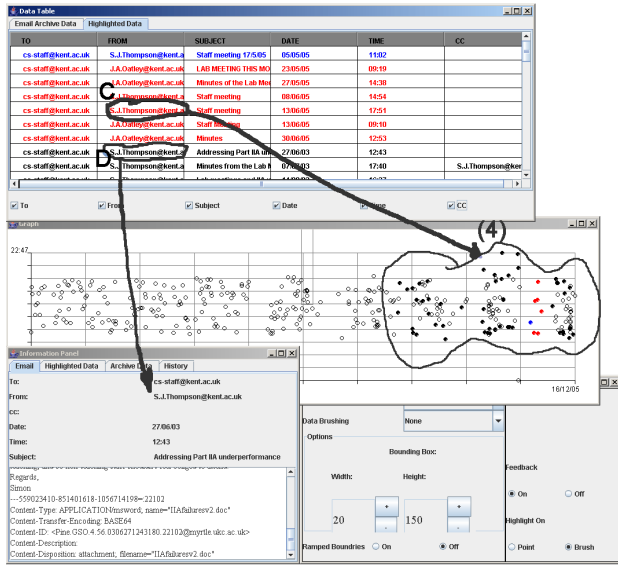 Data Table
Email Archive Data Highlighted Data
TO FROM SUBJECT DATE TIME CC
cs-staff@kent.ac.uk S.J.Thompson@kent.a Staff meeting 17/5/05 05/05/05 11:02
cs-staff@kent.ac.uk J.A.Oatley@kent.ac.uk LAB MEETING THIS MO 23/05/05 09:19
cs-staff@kent.ac.uk J.A.Oatley@kent.ac.uk Minutes of the Lab Mee 27/05/05 14:38
C
cs-staff@kent.ac.uk S.J.Thompson@kent.a Staff meeting 08/06/05 14:54
cs-staff@kent.ac.uk S.J.Thompson@kent.a Staff meeting 13/06/05 17:51
cs-staff@kent.ac.uk J.A.Oatley@kent.ac.uk Staff Meeting 13/06/05 09:10
cs-staff@kent.ac.uk J.A.Oatley@kent.ac.uk Minutes 30/06/05 12:53
cs-staff@kent.ac.uk S.J.Thompson@kent.a Addressing Part IIA un 27/06/03 12:43
D
cs-staff@kent.ac.uk S.J.Thompson@kent.a Minutes from the Lab M 07/07/03 17:40 S.J.Thompson@ker
To From Subject Date Time CC
Graph
(4)
22:47
16/12/05
Information Panel
Email Highlighted Data Archive Data History
To: cs-staff@kent.ac.uk
From: S.J.Thompson@kent.ac.uk
cc:
Date: 27/06/03
Time: 12:43
Subject: Addressing Part IIA underperformance
Regards,
Simon
---559023410-851401618-1056714198=:22102
Content-Type: APPLICATION/msword; name="IIAfailuresv2.doc"
Content-Transfer-Encoding: BASE64
Content-ID: <Pine.GSO.4.56.0306271243180.22102@myrtle.ukc.ac.uk>
Content-Description:
Content-Disposition: attachment; filename="IIAfailuresv2.doc"
Data Brushing None
Options
Bounding Box:
Width: Height:
20 + - 150 + -
Ramped Boundries On Off
Feedback
On Off
Highlight On
Point Brush